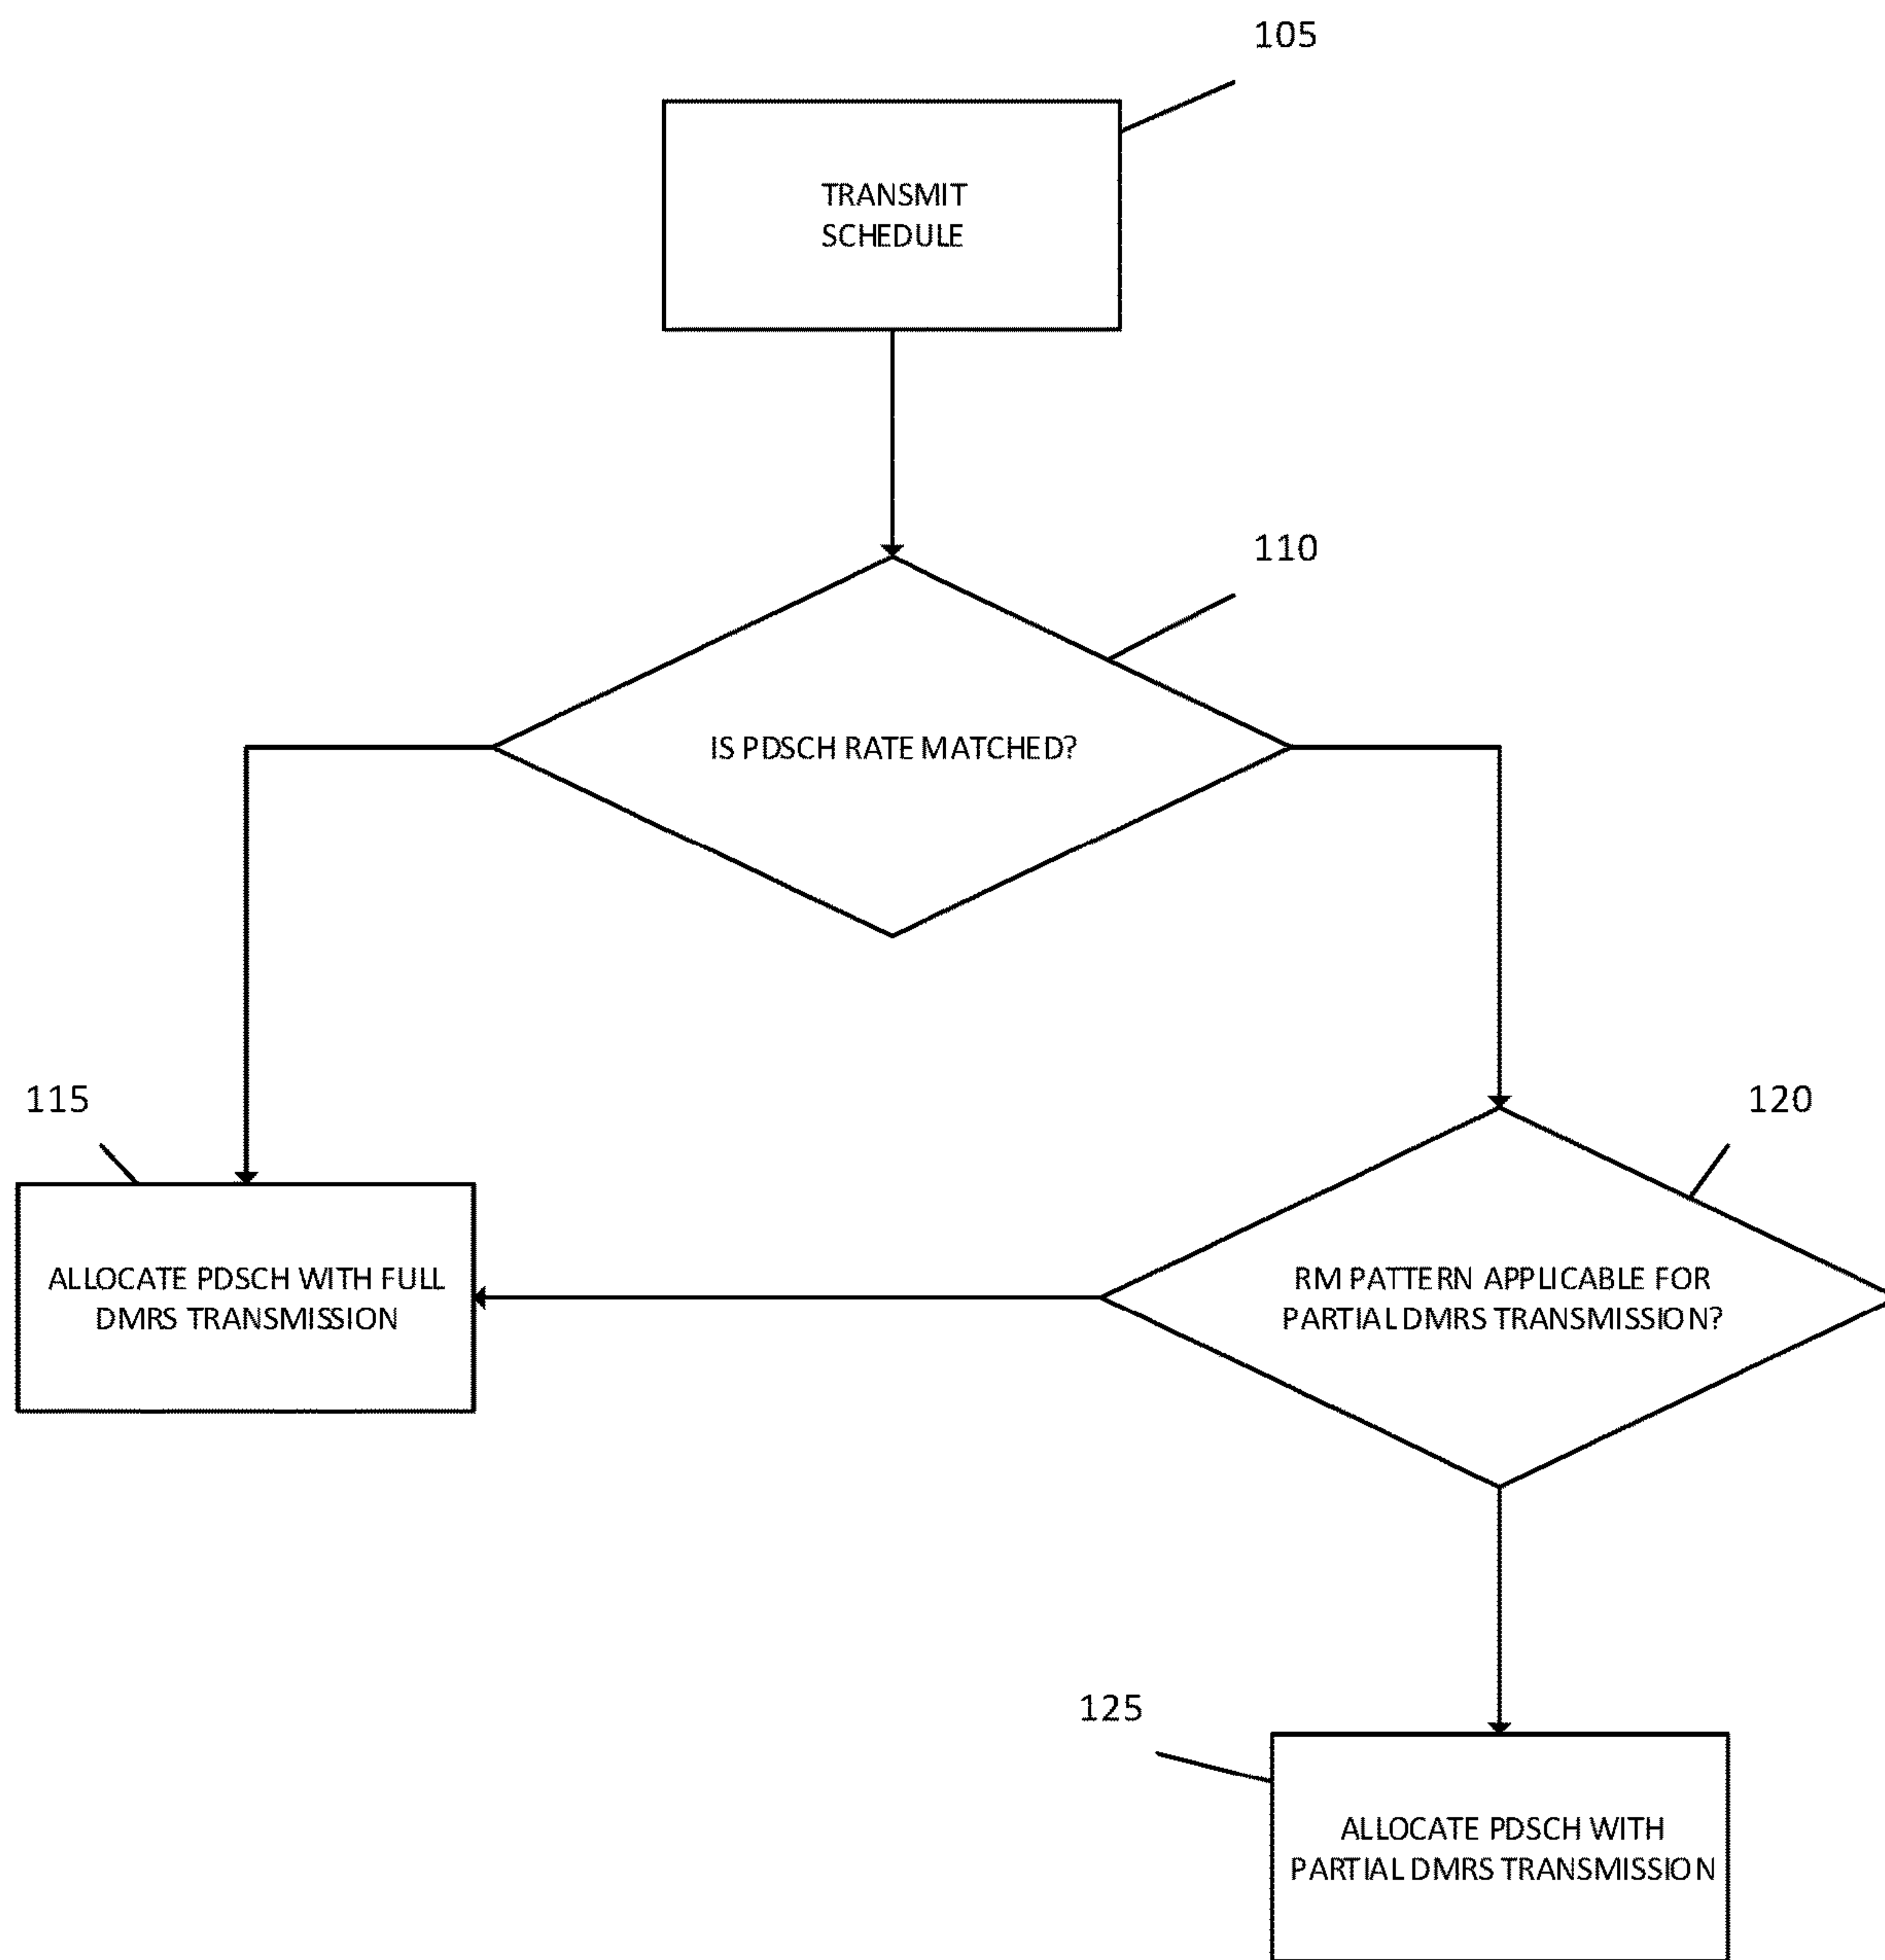 105
TRANSMIT
SCHEDULE
110
IS PDSCH RATE MATCHED?
115
120
ALLOCATE PDSCH WITH FULL
DMRS TRANSMISSION
RM PATTERN APPLICABLE FOR
PARTIAL DMRS TRANSMISSION?
125
ALLOCATE PDSCH WITH
PARTIAL DMRS TRANSMISSION